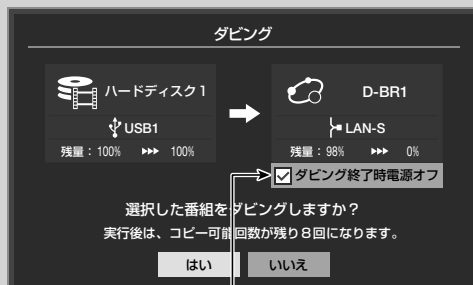 ダビング
ハードディスク1
USB1
残量：100% ▶▶▶ 100%
D-BR1
LAN-S
残量：98% ▶▶▶ 0%
ダビング終了時電源オフ
選択した番組をダビングしますか？
実行後は、コピー可能回数が残り8回になります。
はい
いいえ